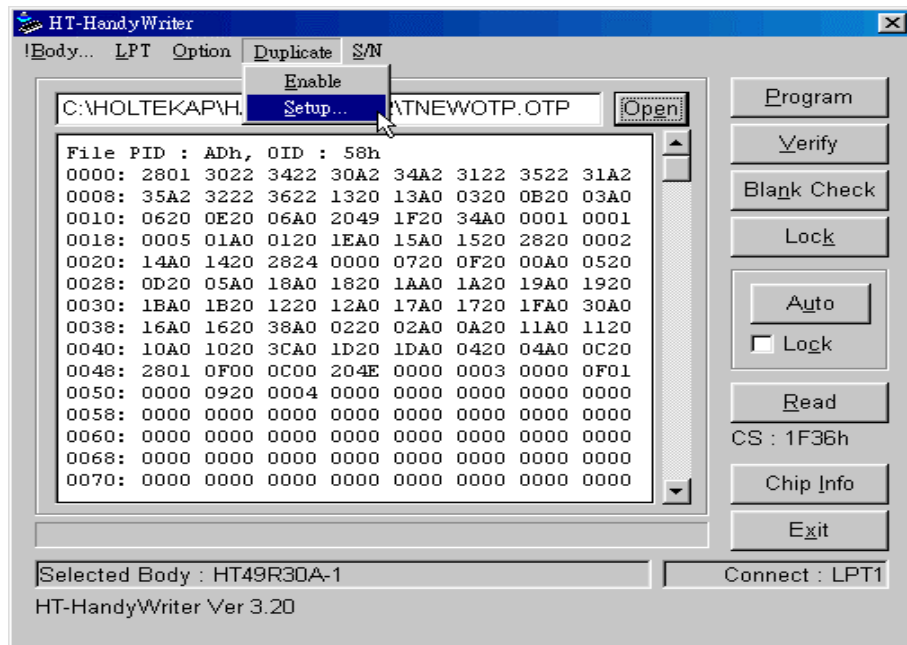 HT-HandyWriter
!Body... LPT Option Duplicate S/N
Enable
Setup...
C:\HOLTEKAP\H \TNEWOTP.OTP Open
File PID : ADh, OID : 58h
0000: 2801 3022 3422 30A2 34A2 3122 3522 31A2
0008: 35A2 3222 3622 1320 13A0 0320 0B20 03A0
0010: 0620 0E20 06A0 2049 1F20 34A0 0001 0001
0018: 0005 01A0 0120 1EA0 15A0 1520 2820 0002
0020: 14A0 1420 2824 0000 0720 0F20 00A0 0520
0028: 0D20 05A0 18A0 1820 1AA0 1A20 19A0 1920
0030: 1BA0 1B20 1220 12A0 17A0 1720 1FA0 30A0
0038: 16A0 1620 38A0 0220 02A0 0A20 11A0 1120
0040: 10A0 1020 3CA0 1D20 1DA0 0420 04A0 0C20
0048: 2801 0F00 0C00 204E 0000 0003 0000 0F01
0050: 0000 0920 0004 0000 0000 0000 0000 0000
0058: 0000 0000 0000 0000 0000 0000 0000 0000
0060: 0000 0000 0000 0000 0000 0000 0000 0000
0068: 0000 0000 0000 0000 0000 0000 0000 0000
0070: 0000 0000 0000 0000 0000 0000 0000 0000
Program
Verify
Blank Check
Lock
Auto
Lock
Read
CS : 1F36h
Chip Info
Exit
Selected Body : HT49R30A-1
Connect : LPT1
HT-HandyWriter Ver 3.20